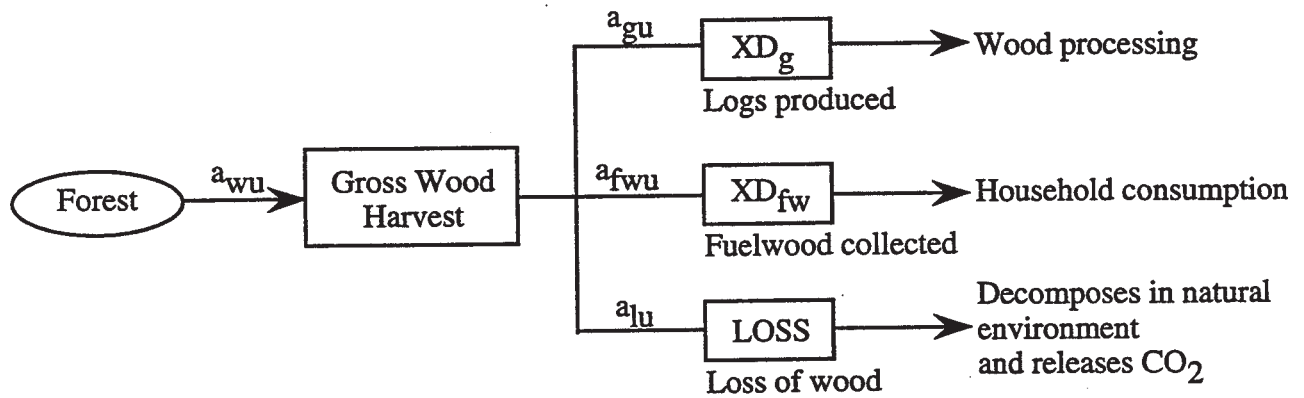 a_gu
XD_g
Wood processing
Logs produced
Forest
a_wu
Gross Wood
Harvest
a_fwu
XD_fw
Household consumption
Fuelwood collected
a_lu
LOSS
Decomposes in natural
environment
and releases CO_2
Loss of wood